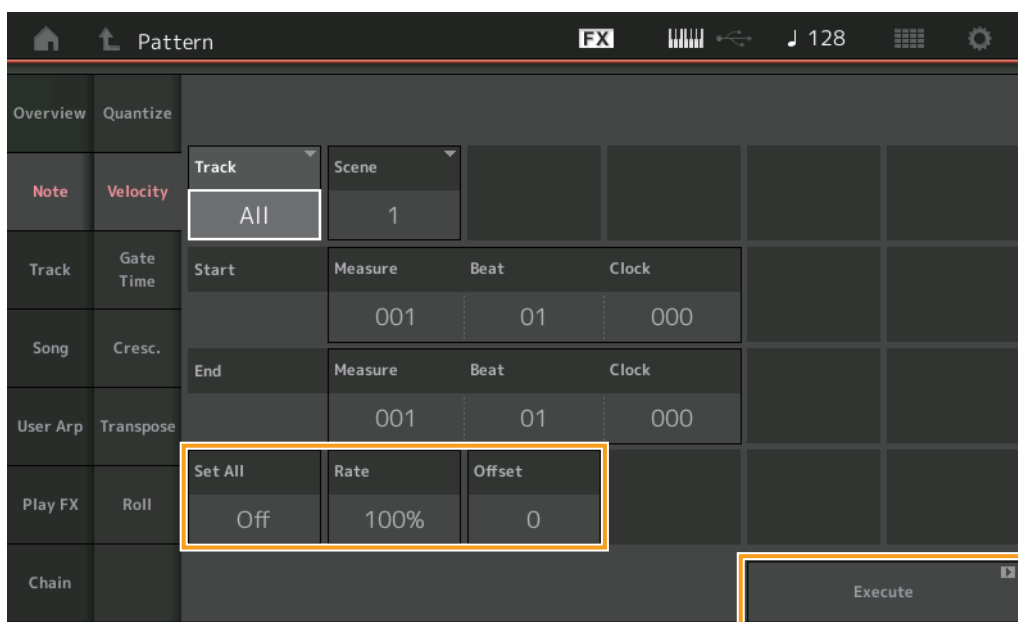 Pattern FX 128
Overview Quantize
Track Scene
Note Velocity
All 1
Track Gate Time Start Measure Beat Clock
001 01 000
Song Cresc.
End Measure Beat Clock
User Arp Transpose 001 01 000
Set All Rate Offset
Play FX Roll Off 100% 0
Chain Execute